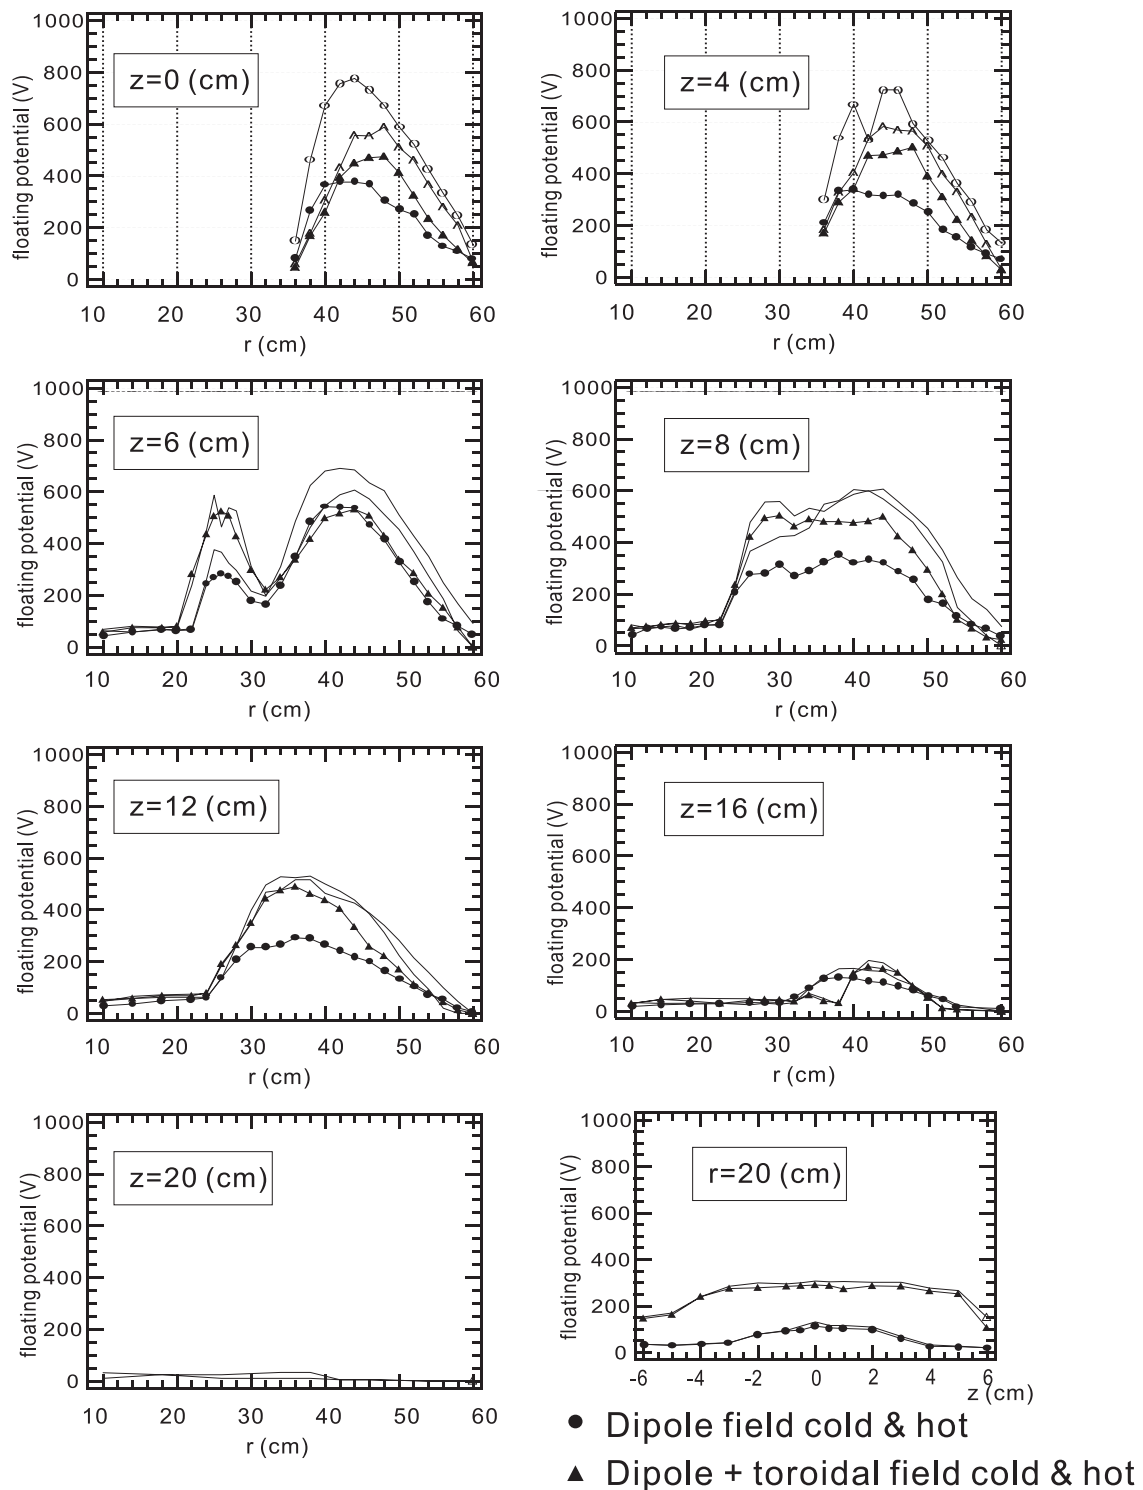 1000
800
600
400
200
0
floating potential (V)
z=0 (cm)
10 20 30 40 50 60
r (cm)
1000
800
600
400
200
0
floating potential (V)
z=4 (cm)
10 20 30 40 50 60
r (cm)
1000
800
600
400
200
0
floating potential (V)
z=6 (cm)
10 20 30 40 50 60
r (cm)
1000
800
600
400
200
0
floating potential (V)
z=8 (cm)
10 20 30 40 50 60
r (cm)
1000
800
600
400
200
0
floating potential (V)
z=12 (cm)
10 20 30 40 50 60
r (cm)
1000
800
600
400
200
0
floating potential (V)
z=16 (cm)
10 20 30 40 50 60
r (cm)
1000
800
600
400
200
0
floating potential (V)
z=20 (cm)
10 20 30 40 50 60
r (cm)
1000
800
600
400
200
0
floating potential (V)
r=20 (cm)
-6 -4 -2 0 2 4 6
z (cm)
● Dipole field cold & hot
▲ Dipole + toroidal field cold & hot